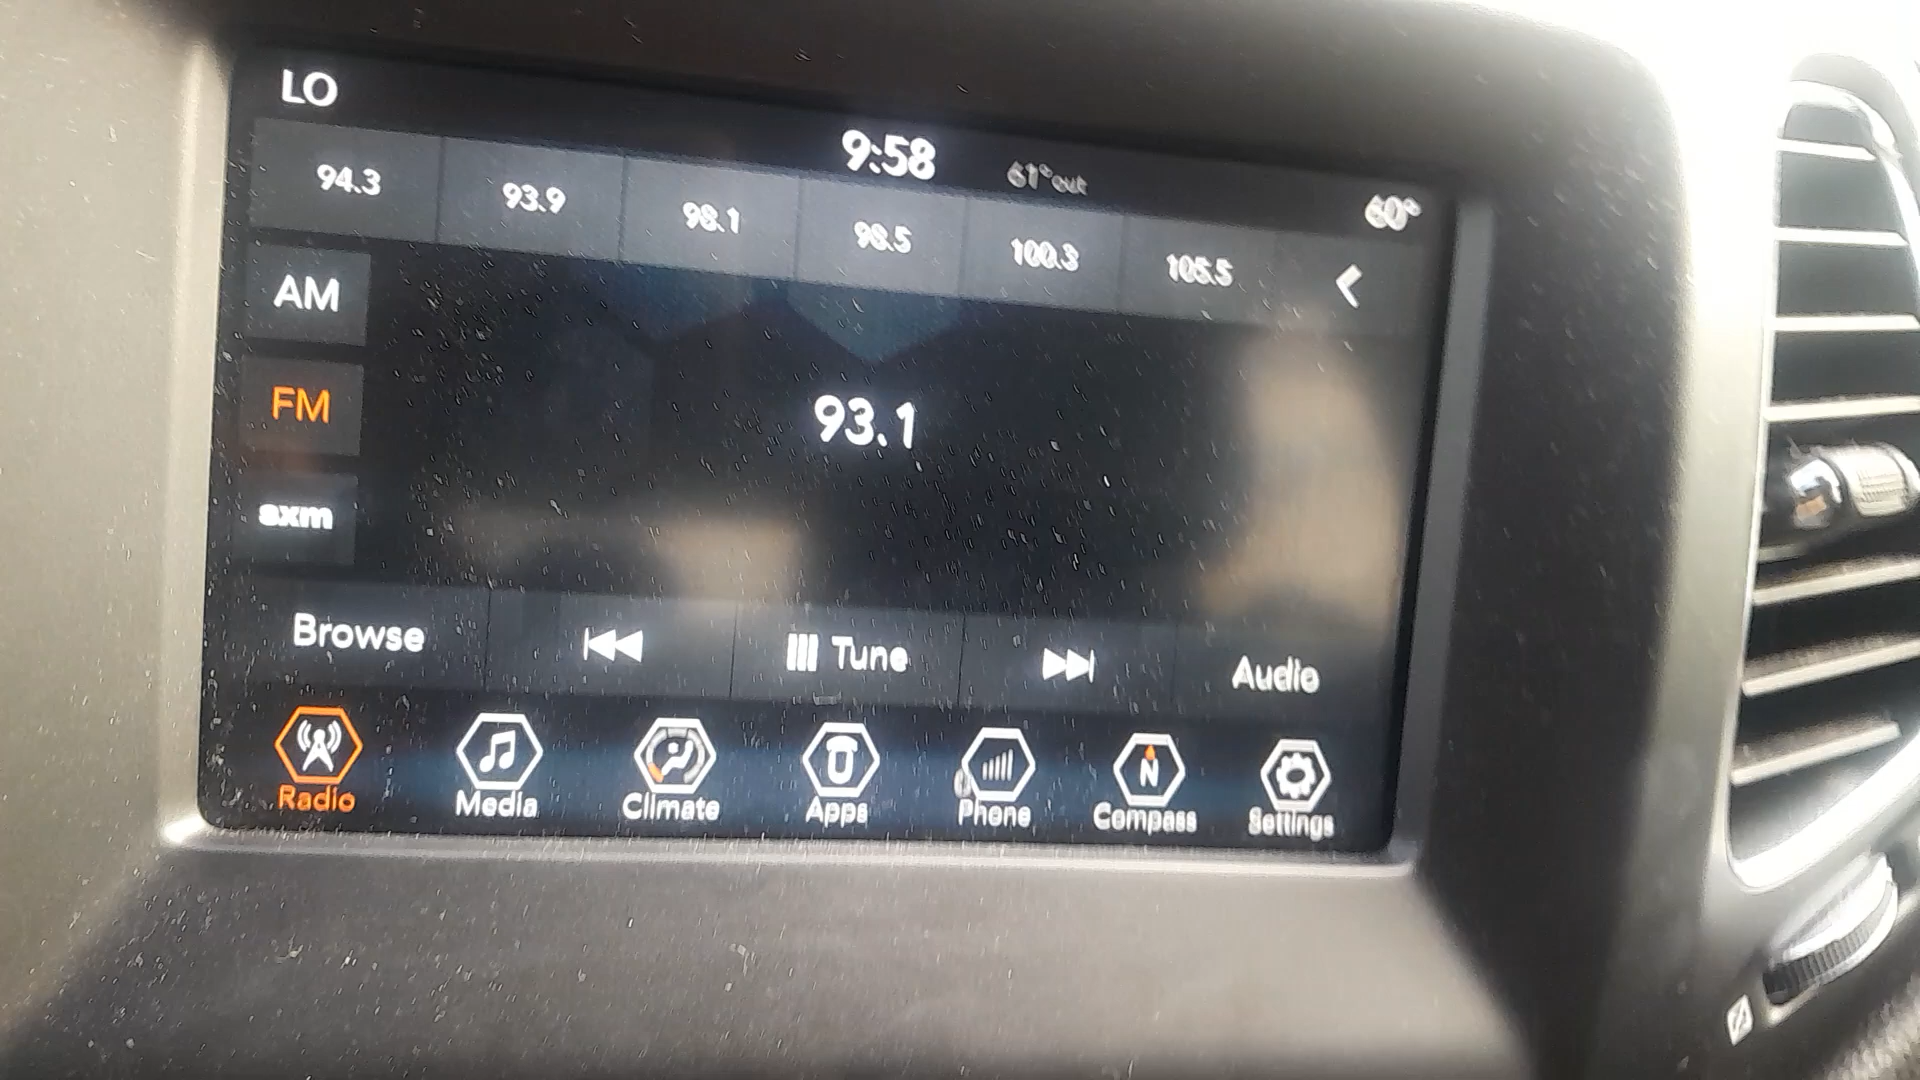 LO
9:58 61° out 60°
94.3 93.9 98.1 98.5 100.3 105.5
AM
FM
93.1
sxm
Browse Tune Audio
N
Radio Media Climate Apps Phone Compass Settings